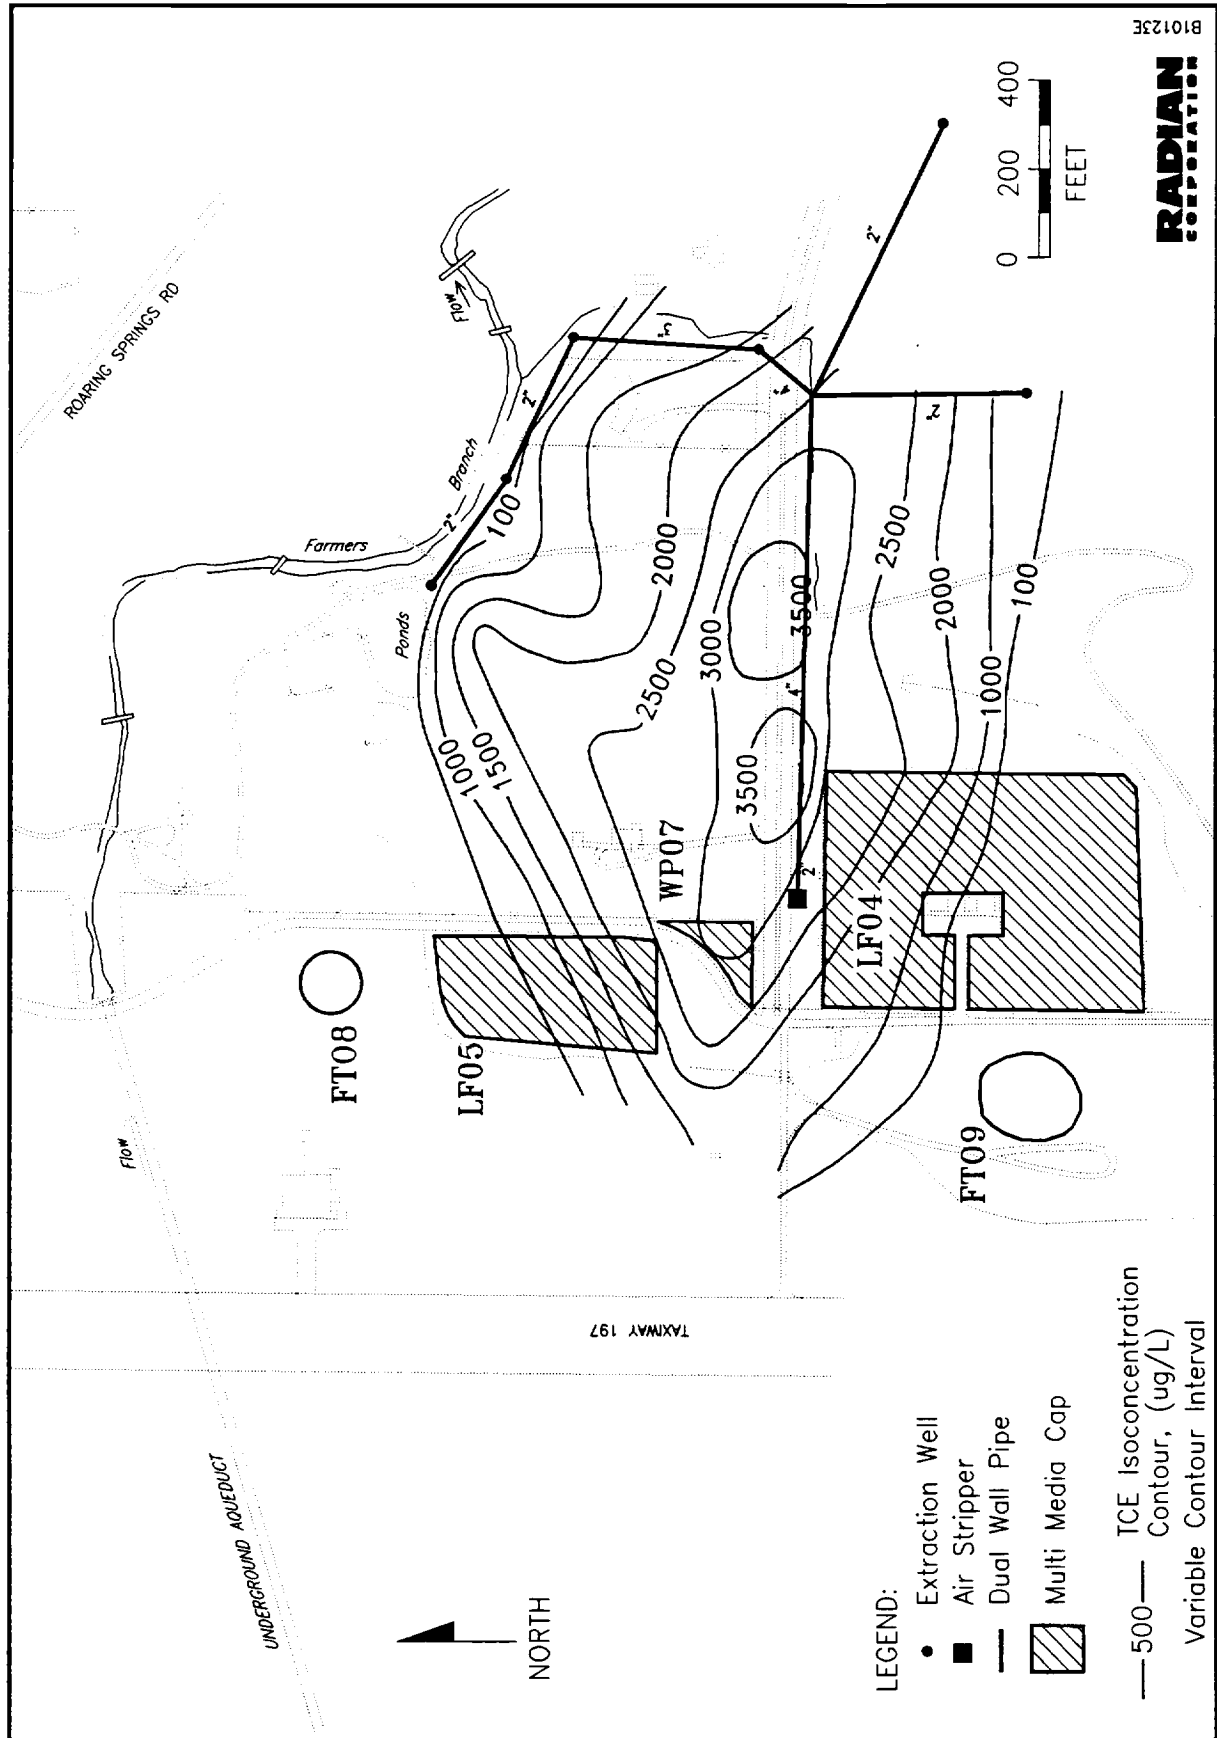 B10123E
ROARING SPRINGS RD
Flow
Branch
Farmers
Ponds
2"
2"
3"
4"
2"
2"
4"
2"
100
1000
1500
2000
2500
3000
3500
3500
2500
2000
1000
100
WP07
LF04
LF05
FT08
FT09
Flow
TAXIWAY 197
UNDERGROUND AQUEDUCT
NORTH
LEGEND:
Extraction Well
Air Stripper
Dual Wall Pipe
Multi Media Cap
500 TCE Isoconcentration
Contour, (ug/L)
Variable Contour Interval
0 200 400
FEET
RADIAN
CORPORATION